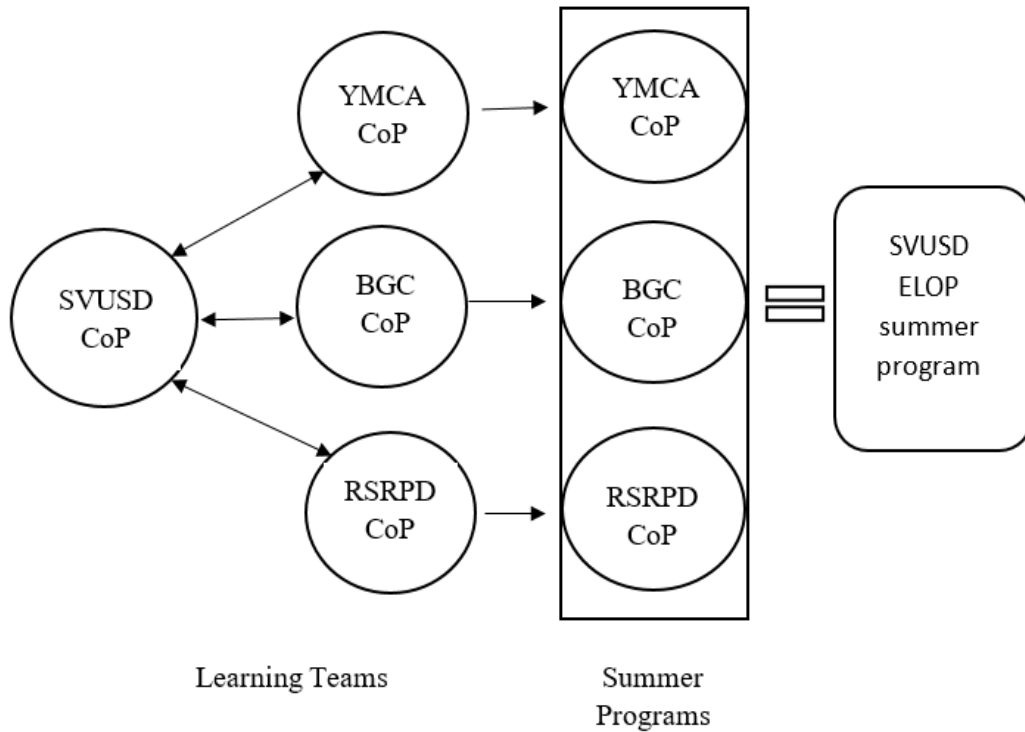 YMCA
CoP
YMCA
CoP
SVUSD
CoP
BGC
CoP
BGC
CoP
SVUSD
ELOP
summer
program
RSRPD
CoP
RSRPD
CoP
Learning Teams
Summer
Programs